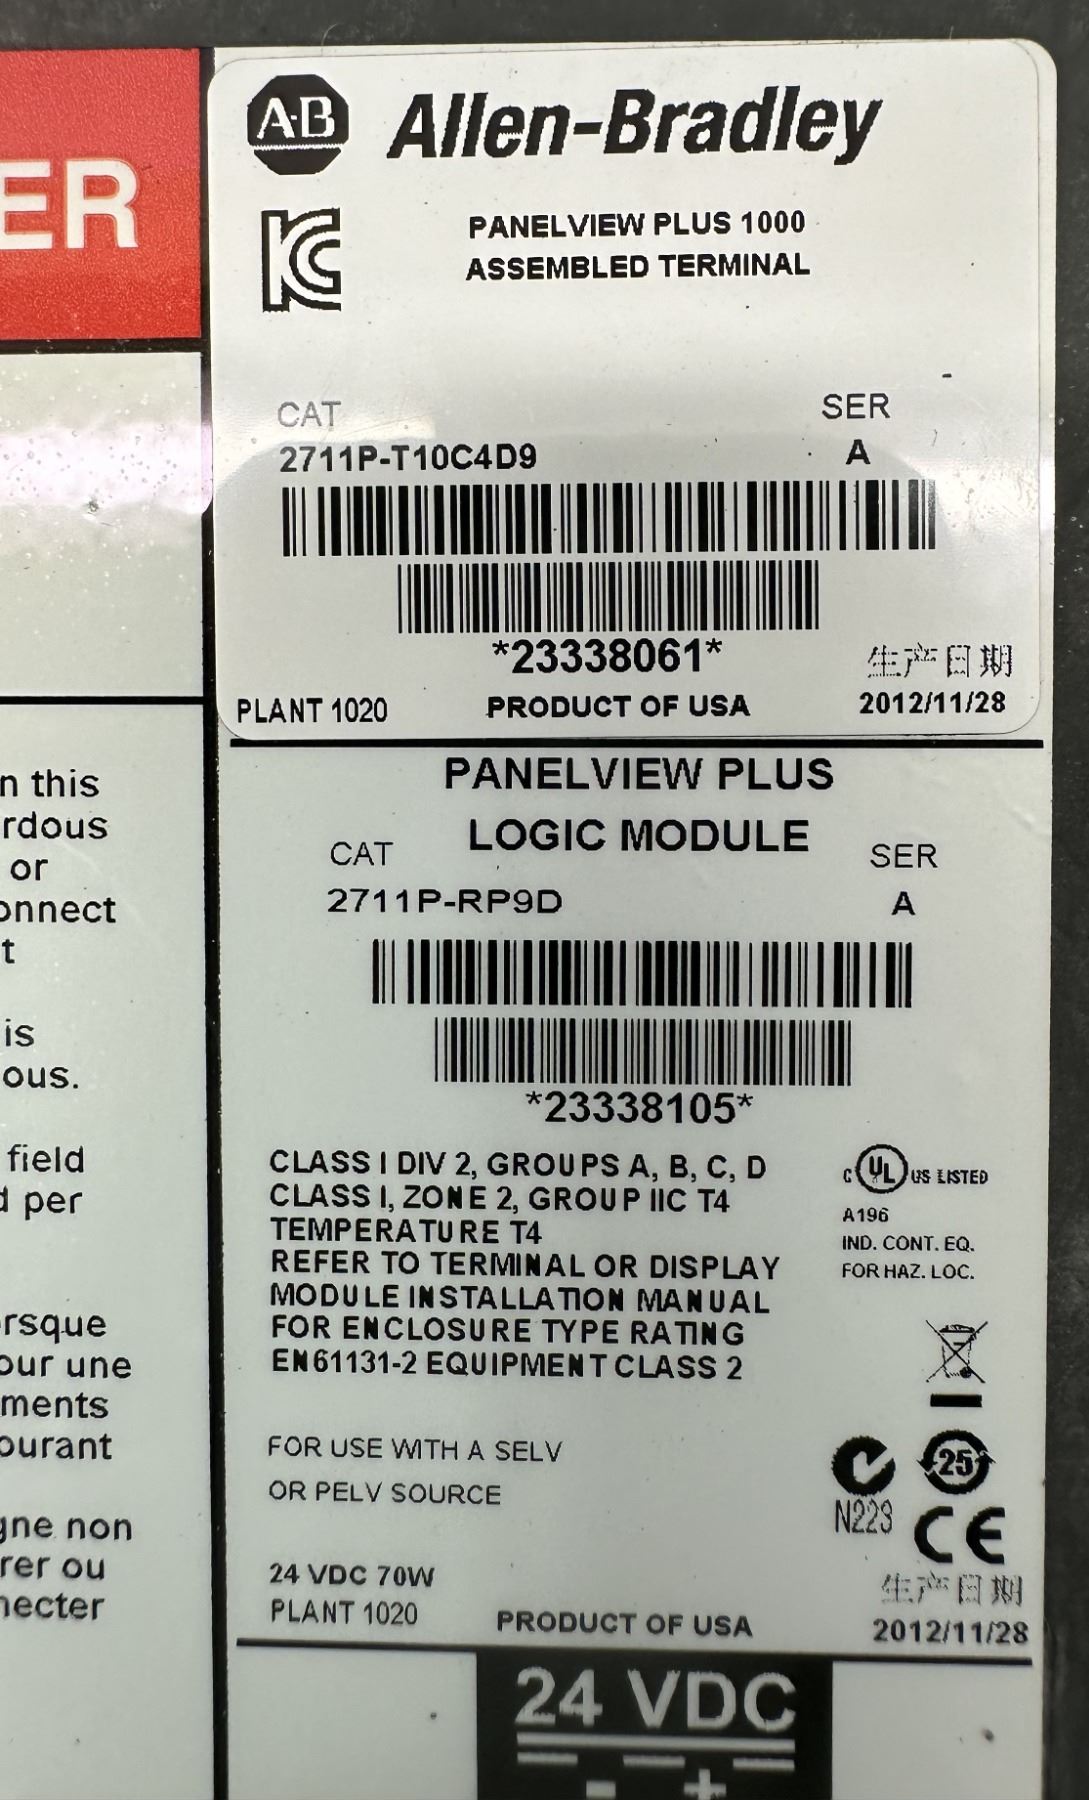 ER
A-B Allen-Bradley
PANELVIEW PLUS 1000
ASSEMBLED TERMINAL
CAT
SER
2711P-T10C4D9
A
*23338061*
生产日期
PLANT 1020
PRODUCT OF USA
2012/11/28
PANELVIEW PLUS
LOGIC MODULE
CAT
SER
2711P-RP9D
A
*23338105*
CLASS I DIV 2, GROUPS A, B, C, D
CLASS I, ZONE 2, GROUP IIC T4
TEMPERATURE T4
REFER TO TERMINAL OR DISPLAY
MODULE INSTALLATION MANUAL
FOR ENCLOSURE TYPE RATING
EN61131-2 EQUIPMENT CLASS 2
C UL US LISTED
A196
IND. CONT. EQ.
FOR HAZ. LOC.
FOR USE WITH A SELV
OR PELV SOURCE
25
N223
CE
24 VDC 70W
PLANT 1020
PRODUCT OF USA
生产日期
2012/11/28
24 VDC
- +
n this
rdous
or
onnect
t
is
ous.
field
d per
orsque
our une
ments
ourant
gne non
rer ou
necter